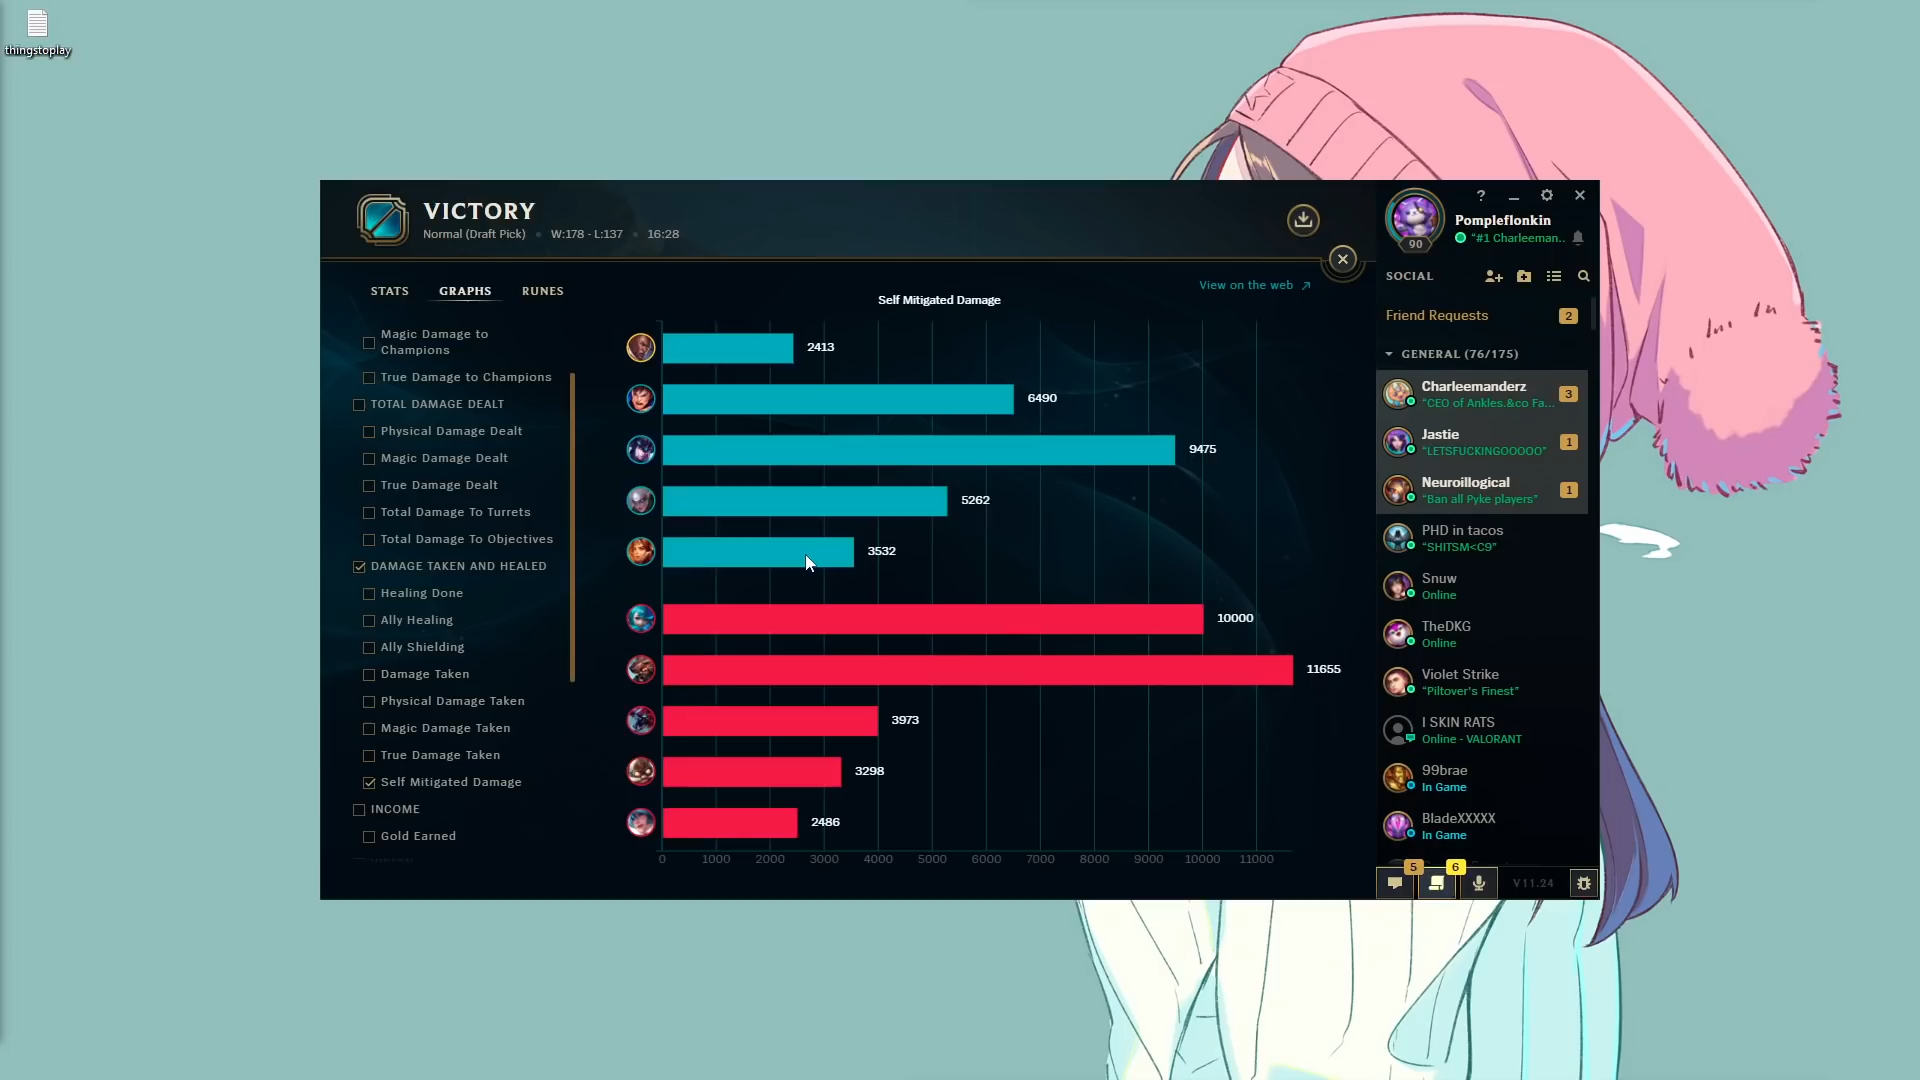 thingstoplay
VICTORY
Normal (Draft Pick) • W:178 - L:137 • 16:28
STATS GRAPHS RUNES
View on the web
Self Mitigated Damage
Magic Damage to
Champions
True Damage to Champions
TOTAL DAMAGE DEALT
Physical Damage Dealt
Magic Damage Dealt
True Damage Dealt
Total Damage To Turrets
Total Damage To Objectives
DAMAGE TAKEN AND HEALED
Healing Done
Ally Healing
Ally Shielding
Damage Taken
Physical Damage Taken
Magic Damage Taken
True Damage Taken
Self Mitigated Damage
INCOME
Gold Earned
2413
6490
9475
5262
3532
10000
11655
3973
3298
2486
0 1000 2000 3000 4000 5000 6000 7000 8000 9000 10000 11000
?
90
Pompleflonkin
"#1 Charleeman..
SOCIAL
Friend Requests 2
GENERAL (76/175)
Charleemanderz
"CEO of Ankles.&co Fa... 3
Jastie
"LETSFUCKINGOOOOO" 1
Neuroillogical
"Ban all Pyke players" 1
PHD in tacos
"SHITSM<C9"
Snuw
Online
TheDKG
Online
Violet Strike
"Piltover's Finest"
I SKIN RATS
Online - VALORANT
99brae
In Game
BladeXXXXX
In Game
5 6
V11.24